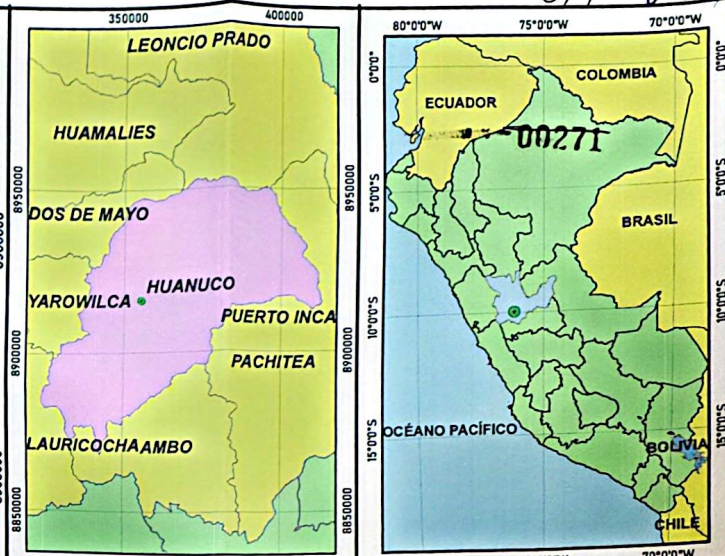 350000
400000
LEONCIO PRADO
HUAMALIES
8950000
8950000
DOS DE MAYO
HUANUCO
YAROWILCA
PUERTO INCA
PACHITEA
8900000
8900000
LAURICOCHA
AMBO
8850000
8850000
80°0'0"W
75°0'0"W
70°0'0"W
0°0'0"
0°0'0"
COLOMBIA
ECUADOR
00271
5°0'0"S
5°0'0"S
BRASIL
10°0'0"S
10°0'0"S
OCÉANO PACÍFICO
15°0'0"S
15°0'0"S
BOLIVIA
CHILE
70°0'0"W